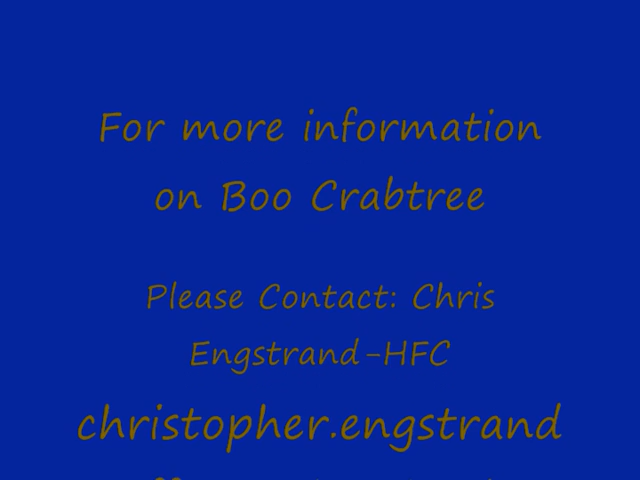 For more information
on Boo Crabtree
Please Contact: Chris
Engstrand-HFC
christopher.engstrand